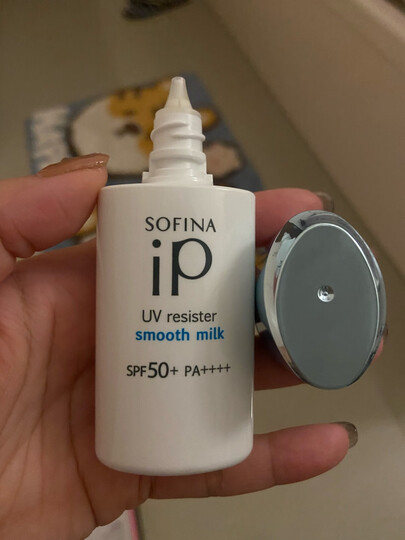 SOFINA
iP
UV resister
smooth milk
SPF50+ PA++++